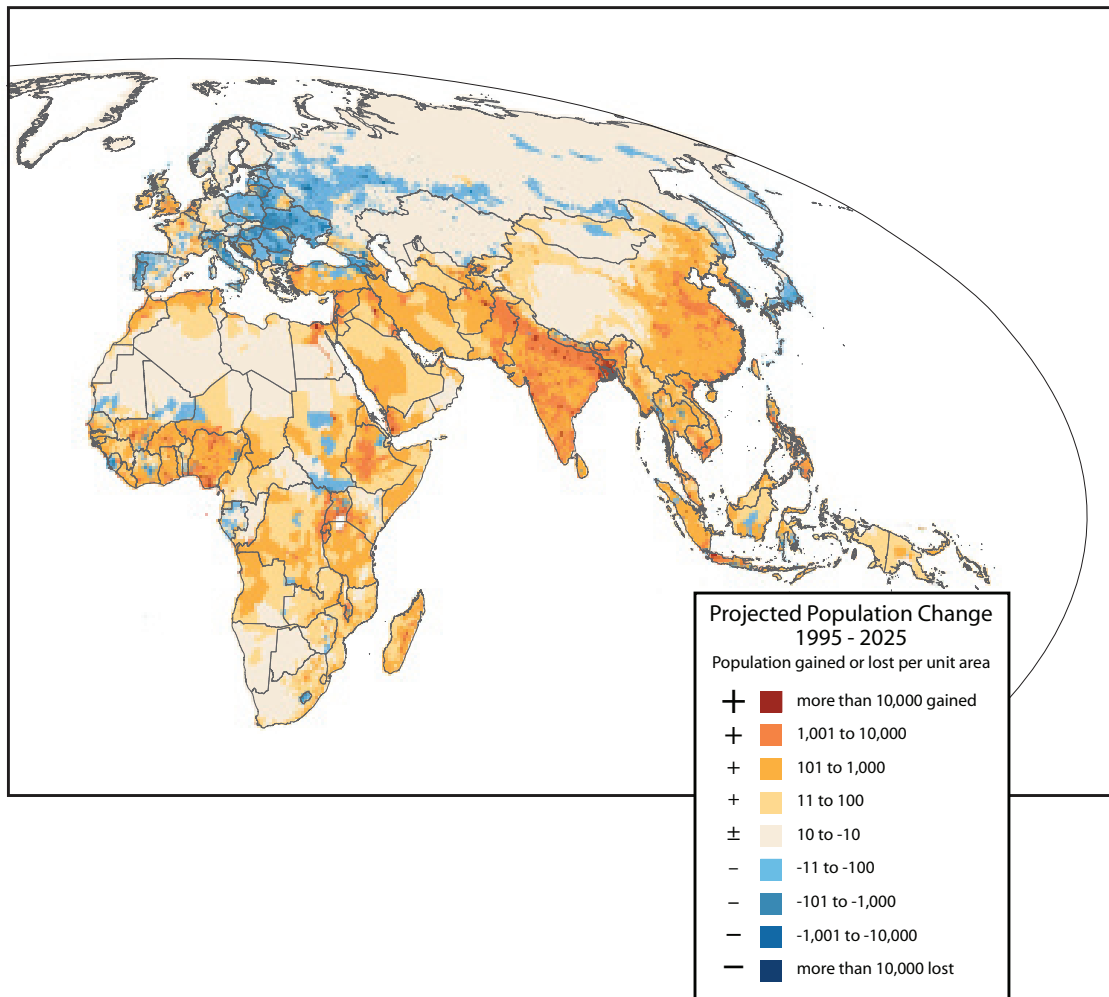 Projected Population Change
1995 - 2025
Population gained or lost per unit area
+ more than 10,000 gained
+ 1,001 to 10,000
+ 101 to 1,000
+ 11 to 100
± 10 to -10
– -11 to -100
– -101 to -1,000
– -1,001 to -10,000
– more than 10,000 lost